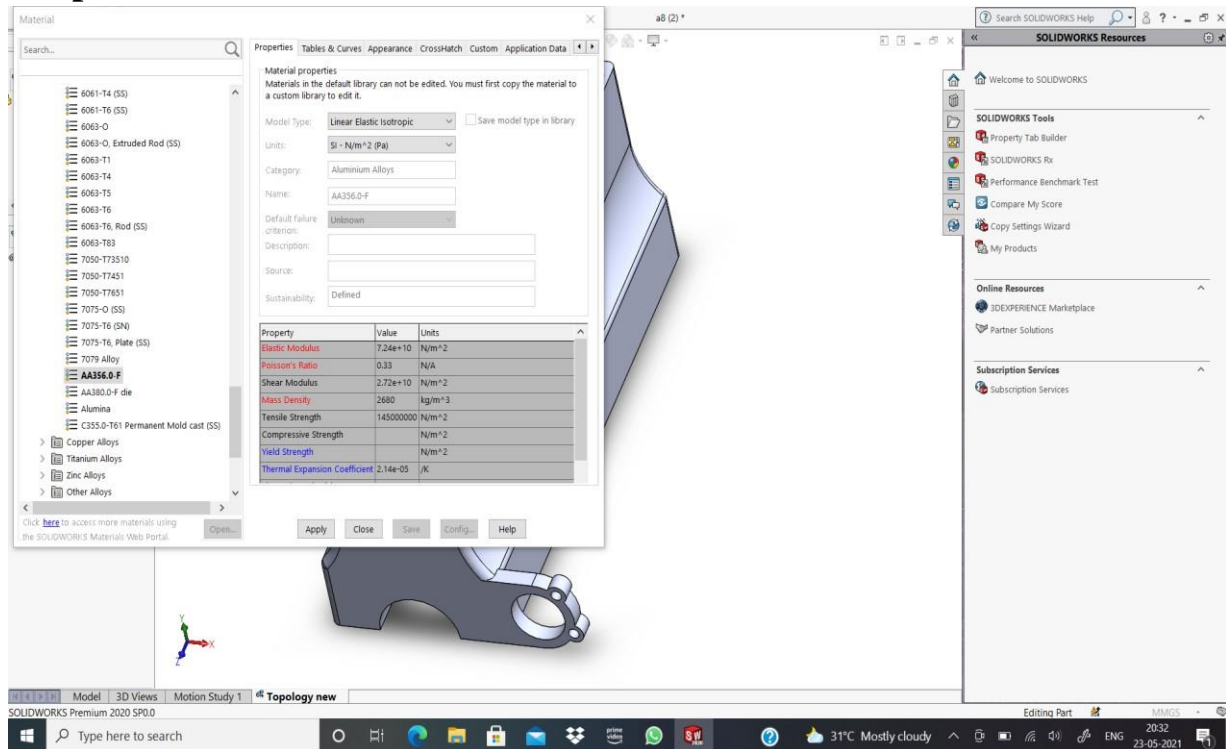 Material
a8 (2) *
Search SOLIDWORKS Help
Search...
Properties Tables & Curves Appearance CrossHatch Custom Application Data
SOLIDWORKS Resources
Material properties
Materials in the default library can not be edited. You must first copy the material to
a custom library to edit it.
Model Type: Linear Elastic Isotropic Save model type in library
Units: SI - N/m^2 (Pa)
Category: Aluminium Alloys
Name: AA356.0-F
Default failure
criterion: Unknown
Description:
Source:
Sustainability: Defined
6061-T4 (SS)
6061-T6 (SS)
6063-O
6063-O, Extruded Rod (SS)
6063-T1
6063-T4
6063-T5
6063-T6
6063-T6, Rod (SS)
6063-T83
7050-T73510
7050-T7451
7050-T7651
7075-O (SS)
7075-T6 (SN)
7075-T6, Plate (SS)
7079 Alloy
AA356.0-F
AA380.0-F die
Alumina
C355.0-T61 Permanent Mold cast (SS)
Copper Alloys
Titanium Alloys
Zinc Alloys
Other Alloys
Property Value Units
Elastic Modulus 7.24e+10 N/m^2
Poisson's Ratio 0.33 N/A
Shear Modulus 2.72e+10 N/m^2
Mass Density 2680 kg/m^3
Tensile Strength 145000000 N/m^2
Compressive Strength N/m^2
Yield Strength N/m^2
Thermal Expansion Coefficient 2.14e-05 /K
Click here to access more materials using
the SOLIDWORKS Materials Web Portal.
Open...
Apply Close Save Config... Help
Welcome to SOLIDWORKS
SOLIDWORKS Tools
Property Tab Builder
SOLIDWORKS Rx
Performance Benchmark Test
Compare My Score
Copy Settings Wizard
My Products
Online Resources
3DEXPERIENCE Marketplace
Partner Solutions
Subscription Services
Subscription Services
Y
X
Z
Model 3D Views Motion Study 1 Topology new
SOLIDWORKS Premium 2020 SP0.0
Editing Part MMGS
Type here to search
prime video
31°C Mostly cloudy
ENG
20:32
23-05-2021